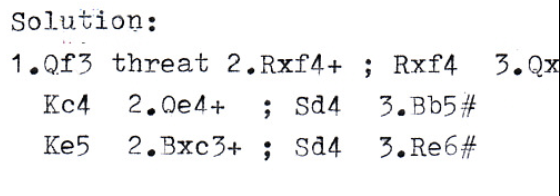 Solution:
1.Qf3 threat 2.Rxf4+ ; Rxf4 3.Qx
Kc4 2.Qe4+ ; Sd4 3.Bb5#
Ke5 2.Bxc3+ ; Sd4 3.Re6#